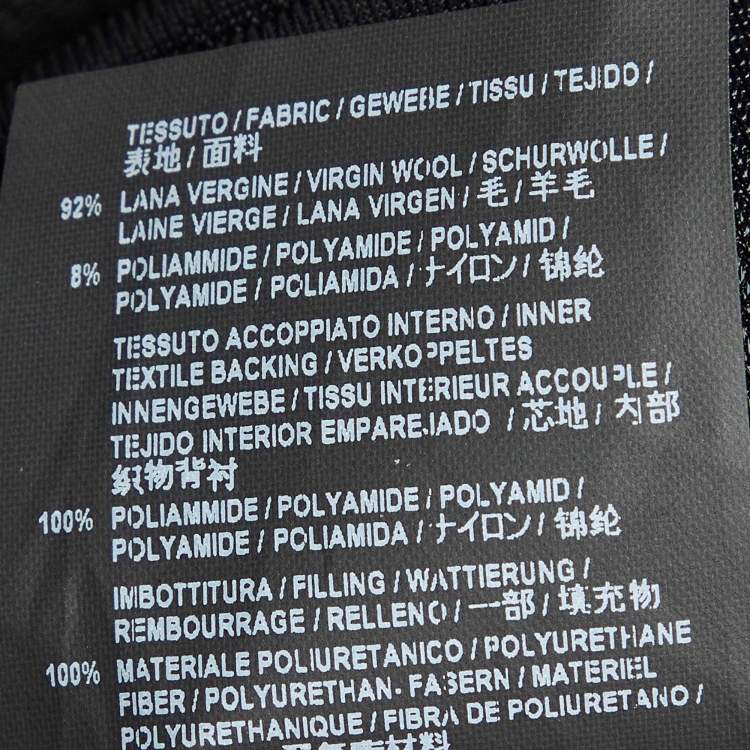 TESSUTO / FABRIC / GEWEBE / TISSU / TEJIDO /
表地 / 面料
92% LANA VERGINE / VIRGIN WOOL / SCHURWOLLE /
LAINE VIERGE / LANA VIRGEN / 毛 / 羊毛
8% POLIAMMIDE / POLYAMIDE / POLYAMID /
POLYAMIDE / POLIAMIDA / ナイロン / 锦纶
TESSUTO ACCOPPIATO INTERNO / INNER
TEXTILE BACKING / VERKOPPELTES
INNENGEWEBE / TISSU INTERIEUR ACCOUPLE /
TEJIDO INTERIOR EMPAREJADO / 芯地 / 内部
织物背衬
100% POLIAMMIDE / POLYAMIDE / POLYAMID /
POLYAMIDE / POLIAMIDA / ナイロン / 锦纶
IMBOTTITURA / FILLING / WATTIERUNG /
REMBOURRAGE / RELLENO / 一部 / 填充物
100% MATERIALE POLIURETANICO / POLYURETHANE
FIBER / POLYURETHAN- FASERN / MATERIEL
POLYURETHANIQUE / FIBRA DE POLIURETANO /